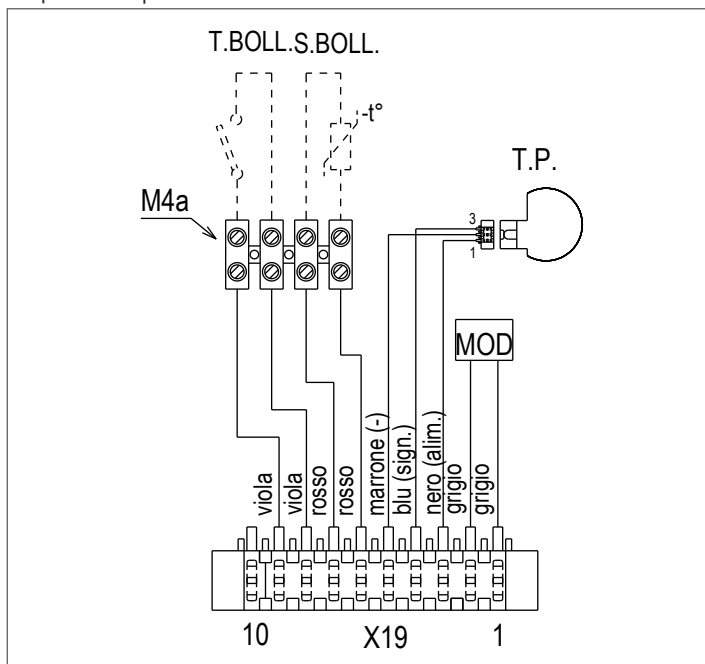 T.BOLL. S.BOLL.
-t°
T.P.
M4a
3
1
MOD
viola
viola
rosso
rosso
marrone (-)
blu (sign.)
nero (alim.)
grigio
grigio
10
X19
1